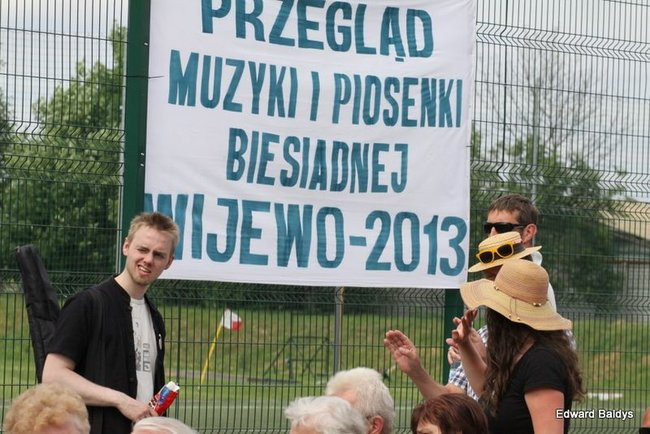 PRZEGLĄD
MUZYKI I PIOSENKI
BIESIADNEJ
WIJEWO-2013
Edward Baldys